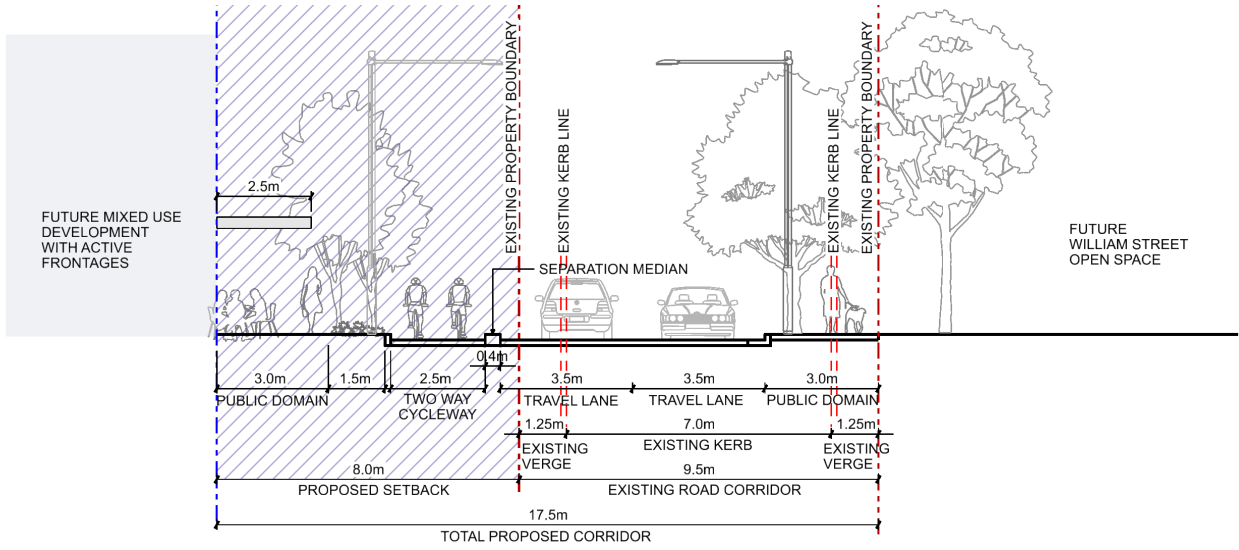 EXISTING PROPERTY BOUNDARY
EXISTING KERB LINE
EXISTING KERB LINE
EXISTING PROPERTY BOUNDARY
2.5m
FUTURE MIXED USE
DEVELOPMENT
WITH ACTIVE
FRONTAGES
FUTURE
WILLIAM STREET
OPEN SPACE
SEPARATION MEDIAN
0.4m
3.0m
1.5m
2.5m
3.5m
3.5m
3.0m
PUBLIC DOMAIN
TWO WAY
CYCLEWAY
TRAVEL LANE
TRAVEL LANE
PUBLIC DOMAIN
1.25m
7.0m
1.25m
EXISTING
VERGE
EXISTING KERB
EXISTING
VERGE
8.0m
9.5m
PROPOSED SETBACK
EXISTING ROAD CORRIDOR
17.5m
TOTAL PROPOSED CORRIDOR